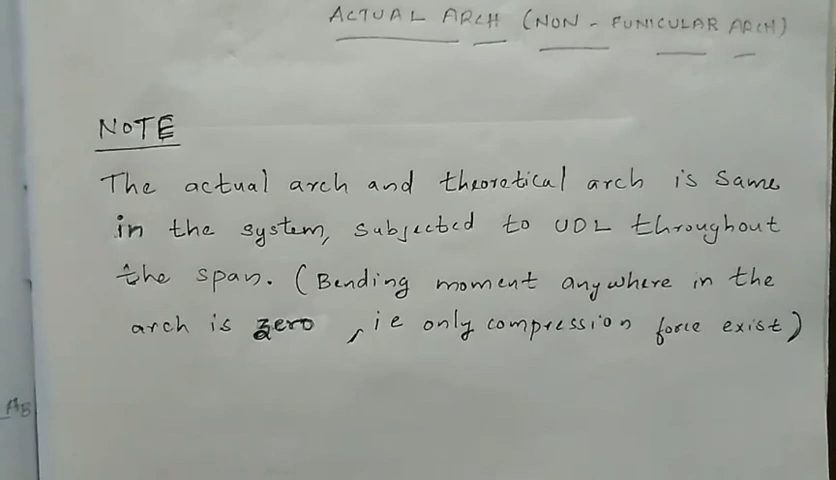 ACTUAL ARCH (NON - FUNICULAR ARCH)
NOTE
The actual arch and theoretical arch is same
in the system, subjected to UDL throughout
the span. (Bending moment anywhere in the
arch is zero, ie only compression force exist)
AB